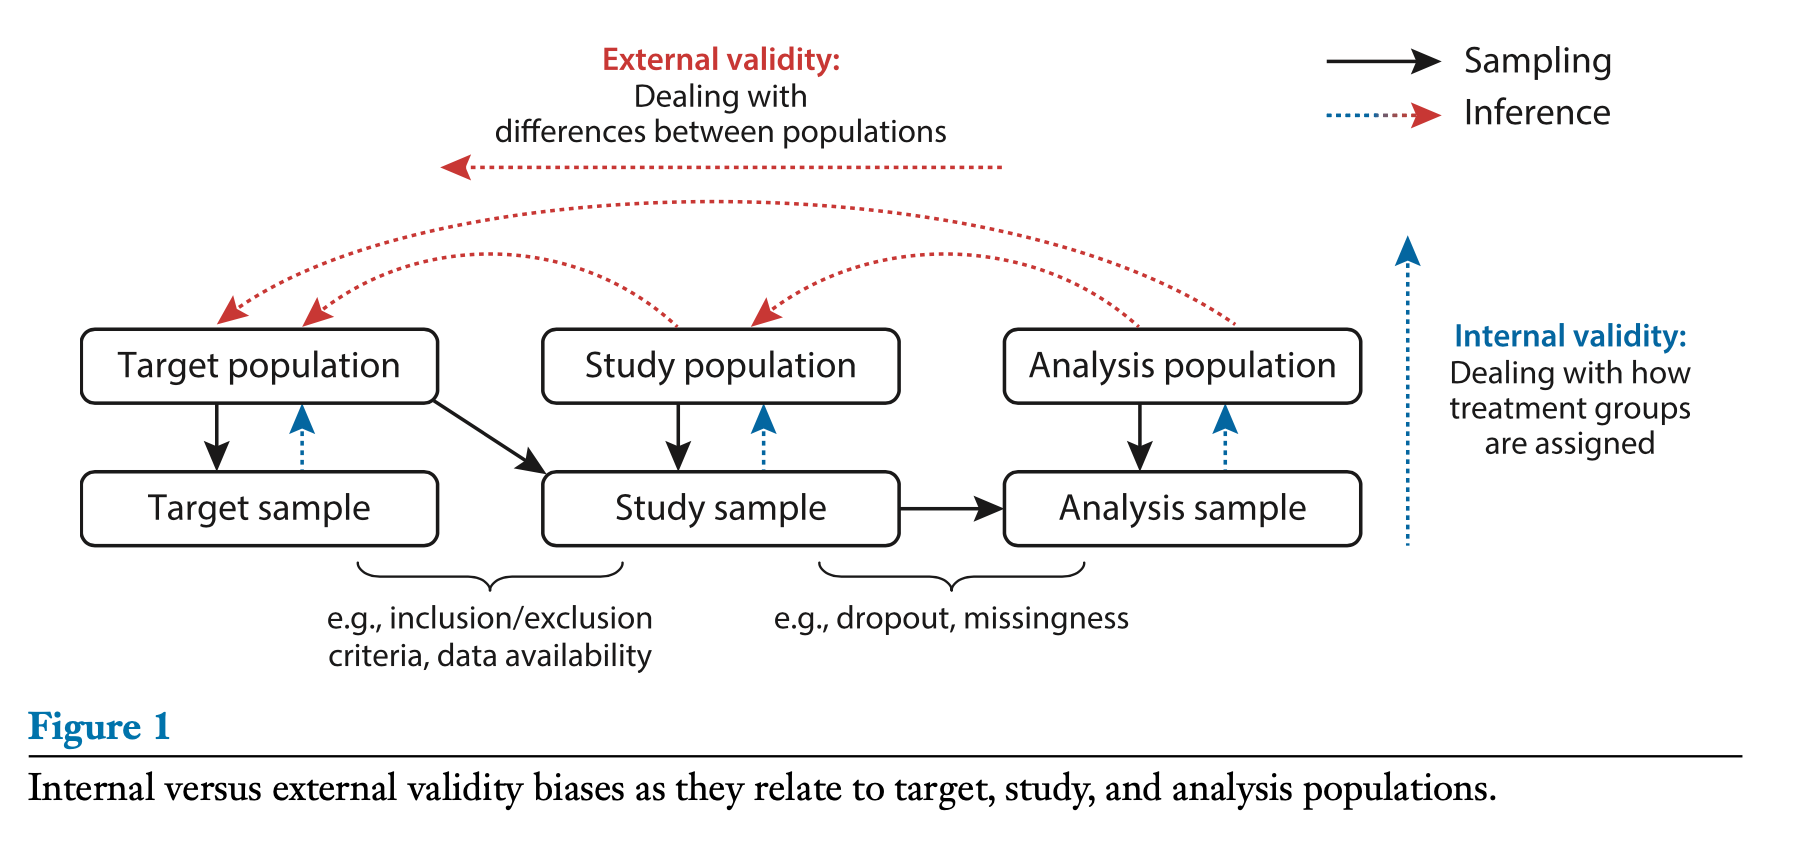 External validity:
Dealing with
differences between populations
Sampling
Inference
Target population
Study population
Analysis population
Internal validity:
Dealing with how
treatment groups
are assigned
Target sample
Study sample
Analysis sample
e.g., inclusion/exclusion
criteria, data availability
e.g., dropout, missingness
Figure 1
Internal versus external validity biases as they relate to target, study, and analysis populations.